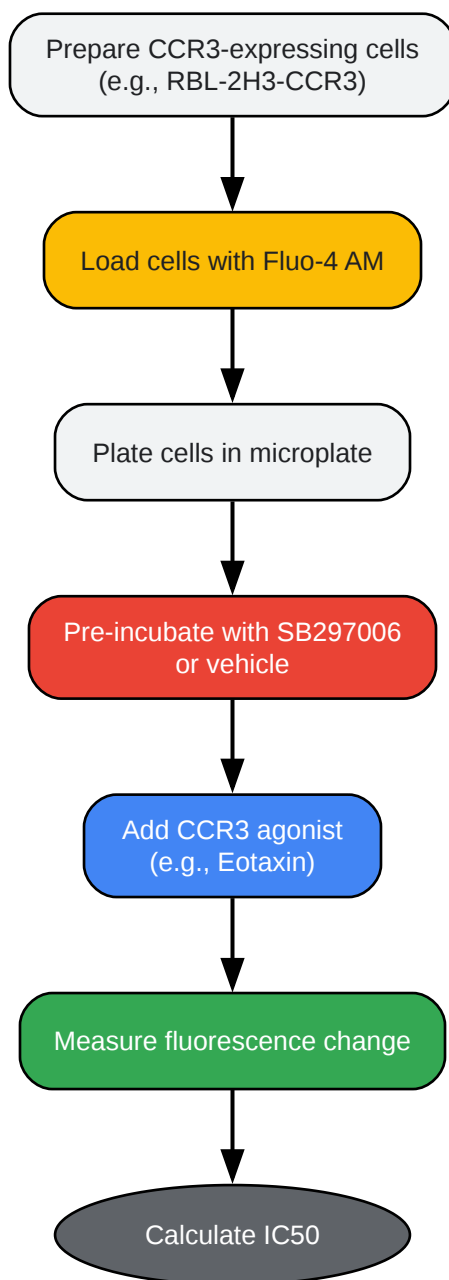 Prepare CCR3-expressing cells
(e.g., RBL-2H3-CCR3)
Load cells with Fluo-4 AM
Plate cells in microplate
Pre-incubate with SB297006
or vehicle
Add CCR3 agonist
(e.g., Eotaxin)
Measure fluorescence change
Calculate IC50